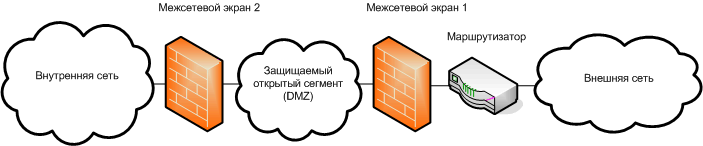 Межсетевой экран 2
Межсетевой экран 1
Маршрутизатор
Внутренняя сеть
Защищаемый
открытый сегмент
(DMZ)
Внешняя сеть